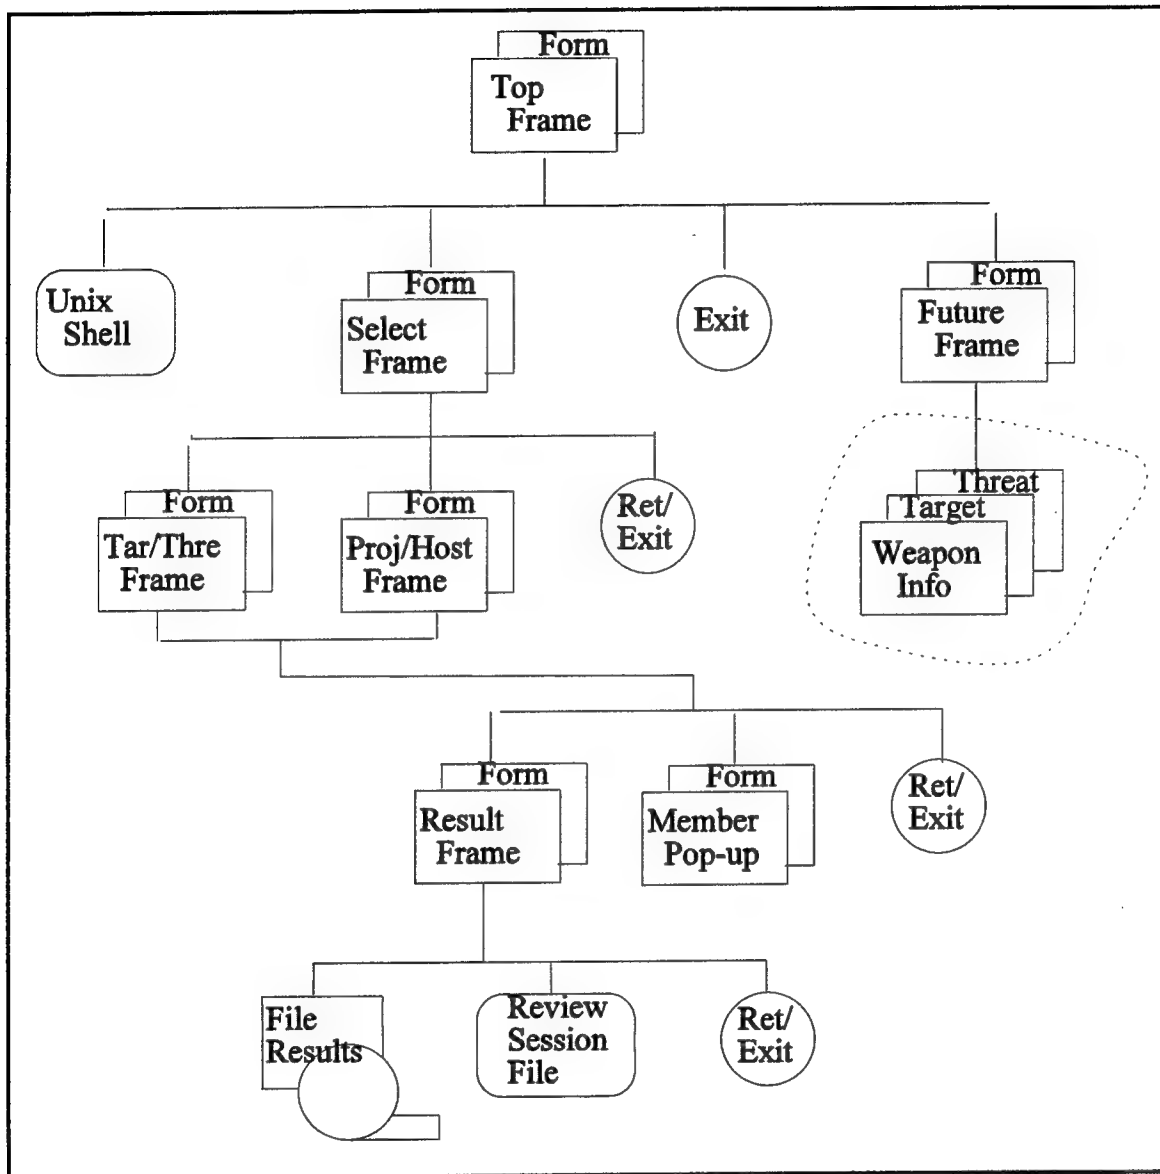 Form
Top
Frame
Unix
Shell
Form
Select
Frame
Exit
Form
Future
Frame
Form
Tar/Thre
Frame
Form
Proj/Host
Frame
Ret/
Exit
Threat
Target
Weapon
Info
Form
Result
Frame
Form
Member
Pop-up
Ret/
Exit
File
Results
Review
Session
File
Ret/
Exit